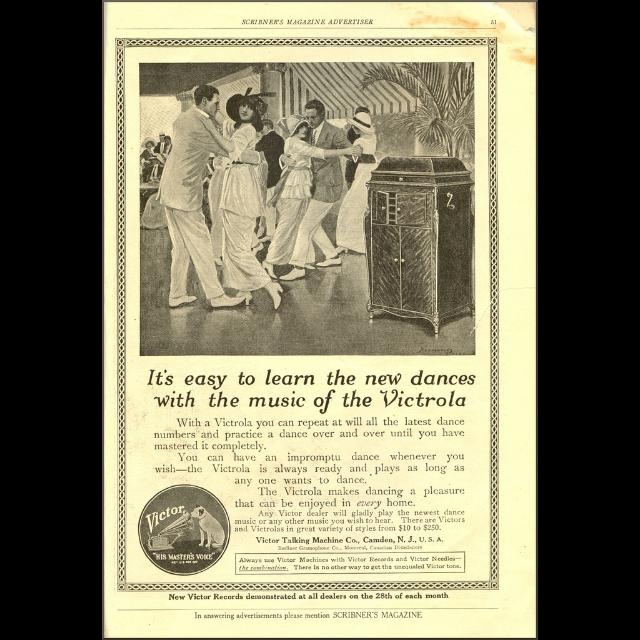 SCRIBNER'S MAGAZINE ADVERTISER
51
It's easy to learn the new dances
with the music of the Victrola
With a Victrola you can repeat at will all the latest dance
numbers and practice a dance over and over until you have
mastered it completely.
You can have an impromptu dance whenever you
wish—the Victrola is always ready and plays as long as
any one wants to dance.
The Victrola makes dancing a pleasure
that can be enjoyed in every home.
Any Victor dealer will gladly play the newest dance
music or any other music you wish to hear. There are Victors
and Victrolas in great variety of styles from $10 to $250.
Victor Talking Machine Co., Camden, N. J., U. S. A.
Berliner Gramophone Co., Montreal, Canadian Distributors
Always use Victor Machines with Victor Records and Victor Needles—
the combination. There is no other way to get the unequaled Victor tone.
Victor
"HIS MASTER'S VOICE"
REG. U.S. PAT. OFF.
New Victor Records demonstrated at all dealers on the 28th of each month
In answering advertisements please mention SCRIBNER'S MAGAZINE